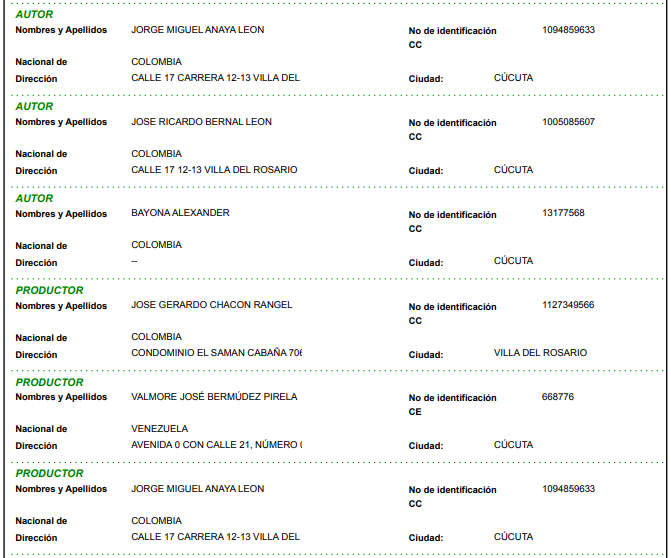 AUTOR
Nombres y Apellidos JORGE MIGUEL ANAYA LEON No de identificación 1094859633
CC
Nacional de COLOMBIA
Dirección CALLE 17 CARRERA 12-13 VILLA DEL Ciudad: CÚCUTA
AUTOR
Nombres y Apellidos JOSE RICARDO BERNAL LEON No de identificación 1005085607
CC
Nacional de COLOMBIA
Dirección CALLE 17 12-13 VILLA DEL ROSARIO Ciudad: CÚCUTA
AUTOR
Nombres y Apellidos BAYONA ALEXANDER No de identificación 13177568
CC
Nacional de COLOMBIA
Dirección -- Ciudad: CÚCUTA
PRODUCTOR
Nombres y Apellidos JOSE GERARDO CHACON RANGEL No de identificación 1127349566
CC
Nacional de COLOMBIA
Dirección CONDOMINIO EL SAMAN CABAÑA 706 Ciudad: VILLA DEL ROSARIO
PRODUCTOR
Nombres y Apellidos VALMORE JOSÉ BERMÚDEZ PIRELA No de identificación 668776
CE
Nacional de VENEZUELA
Dirección AVENIDA 0 CON CALLE 21, NÚMERO Ciudad: CÚCUTA
PRODUCTOR
Nombres y Apellidos JORGE MIGUEL ANAYA LEON No de identificación 1094859633
CC
Nacional de COLOMBIA
Dirección CALLE 17 CARRERA 12-13 VILLA DEL Ciudad: CÚCUTA